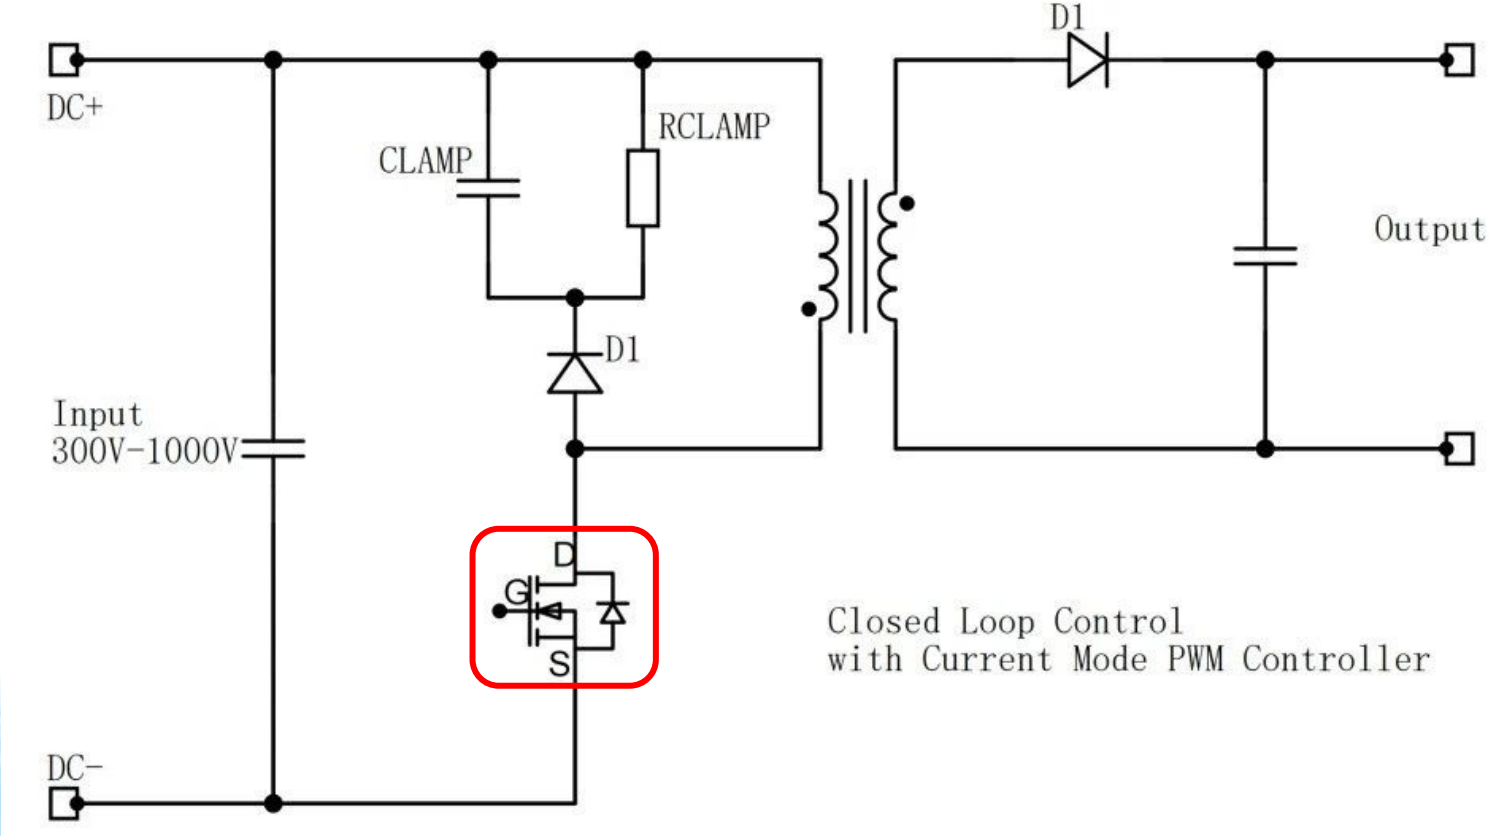 D1
DC+
RCLAMP
CLAMP
Output
D1
Input
300V-1000V
D
G
S
Closed Loop Control
with Current Mode PWM Controller
DC-